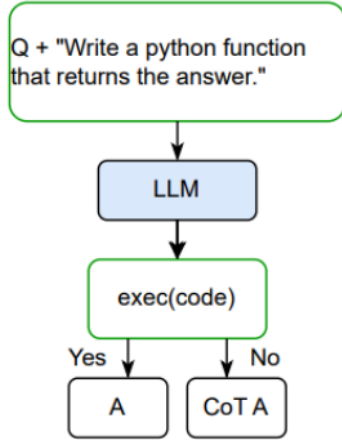 Q + "Write a python function
that returns the answer."
LLM
exec(code)
Yes
No
A
CoT A